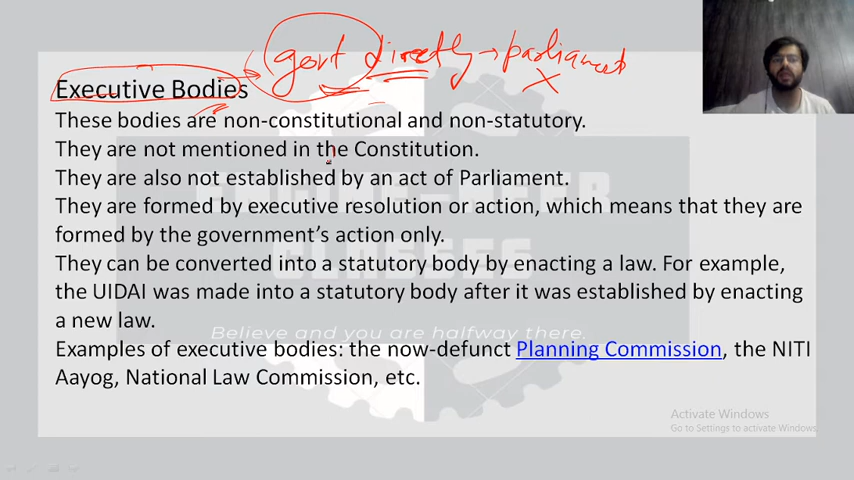 govt directly → parliament
Executive Bodies
These bodies are non-constitutional and non-statutory.
They are not mentioned in the Constitution.
They are also not established by an act of Parliament.
They are formed by executive resolution or action, which means that they are
formed by the government's action only.
They can be converted into a statutory body by enacting a law. For example,
the UIDAI was made into a statutory body after it was established by enacting
a new law.
Believe and you are halfway there.
Examples of executive bodies: the now-defunct Planning Commission, the NITI
Aayog, National Law Commission, etc.
Activate Windows
Go to Settings to activate Windows.